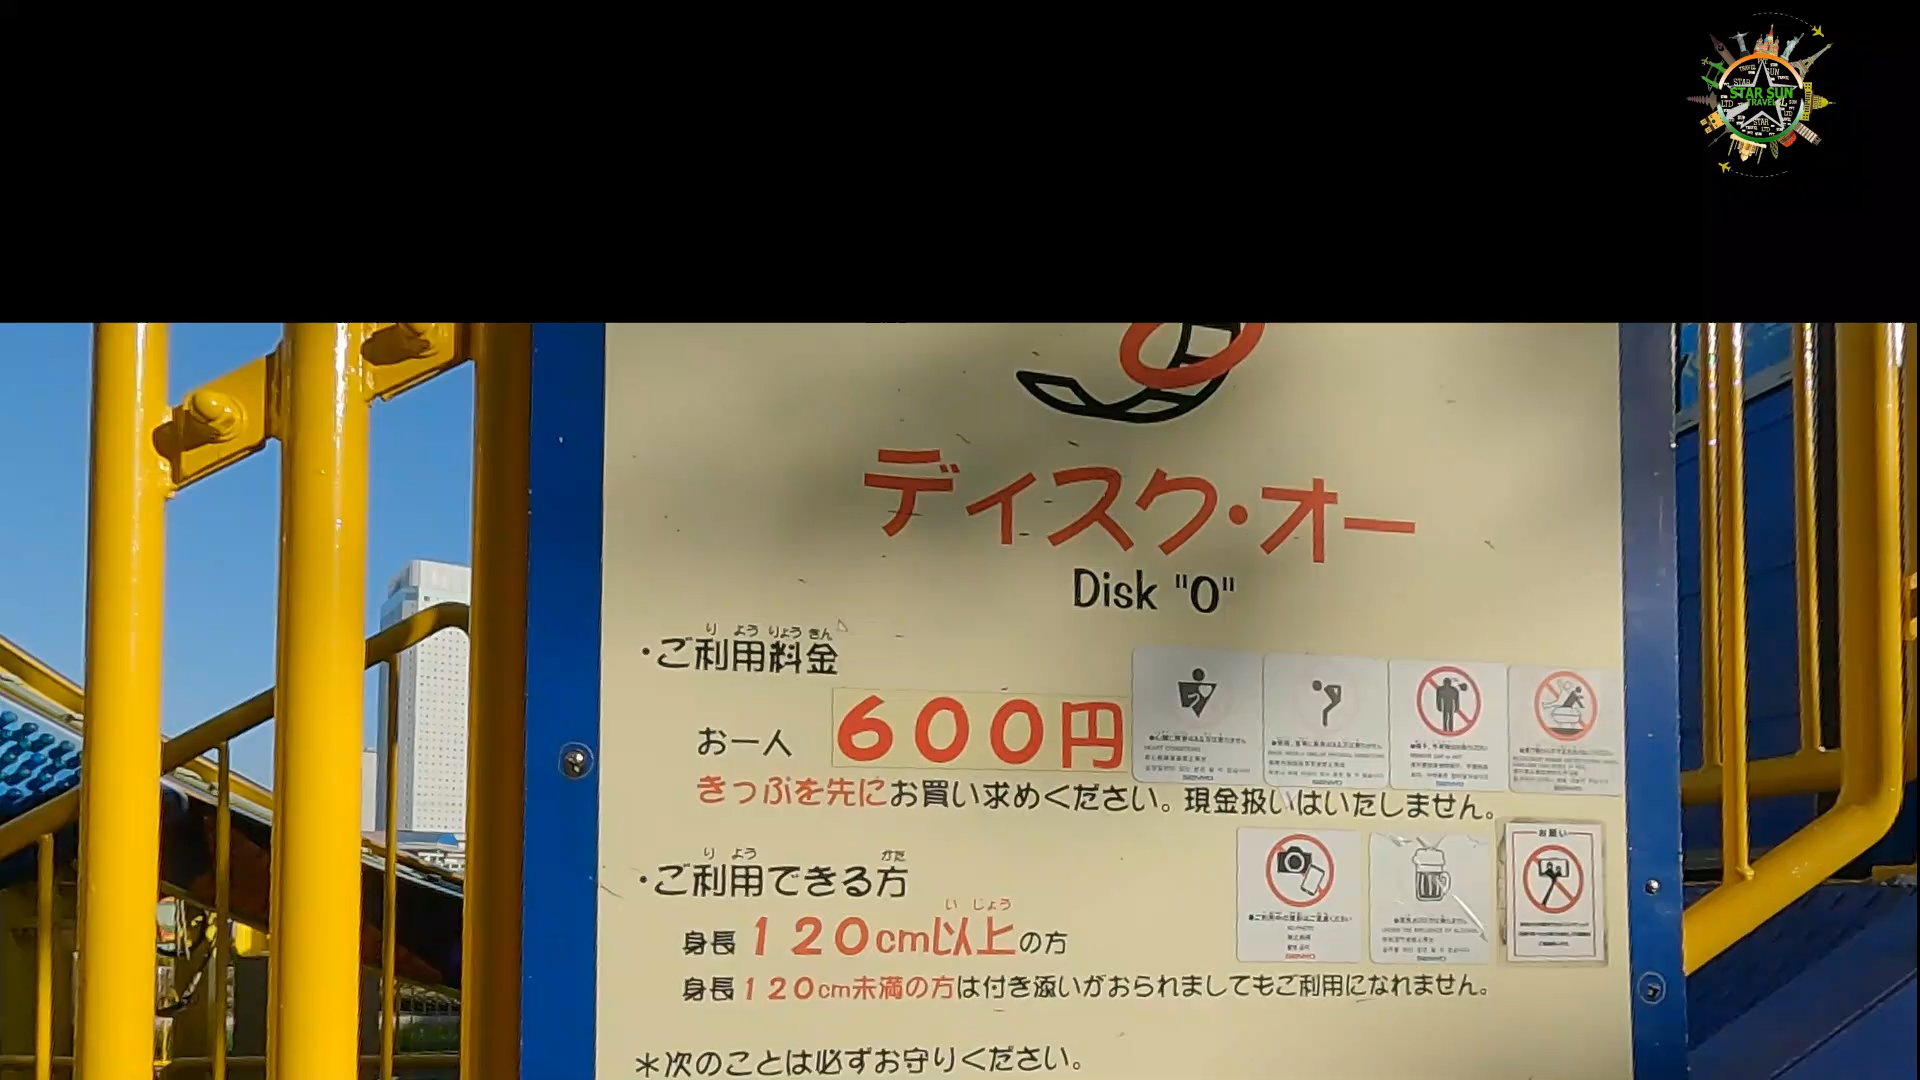 STAR SUN
TRAVEL
ディスク・オー
Disk "O"
・ご利用料金
りようりょうきん
お一人 600円
きっぷを先にお買い求めください。現金扱いはいたしません。
・ご利用できる方
りよう かた
身長120cm以上の方
いじょう
身長120cm未満の方は付き添いがおられましてもご利用になれません。
お願い
＊次のことは必ずお守りください。